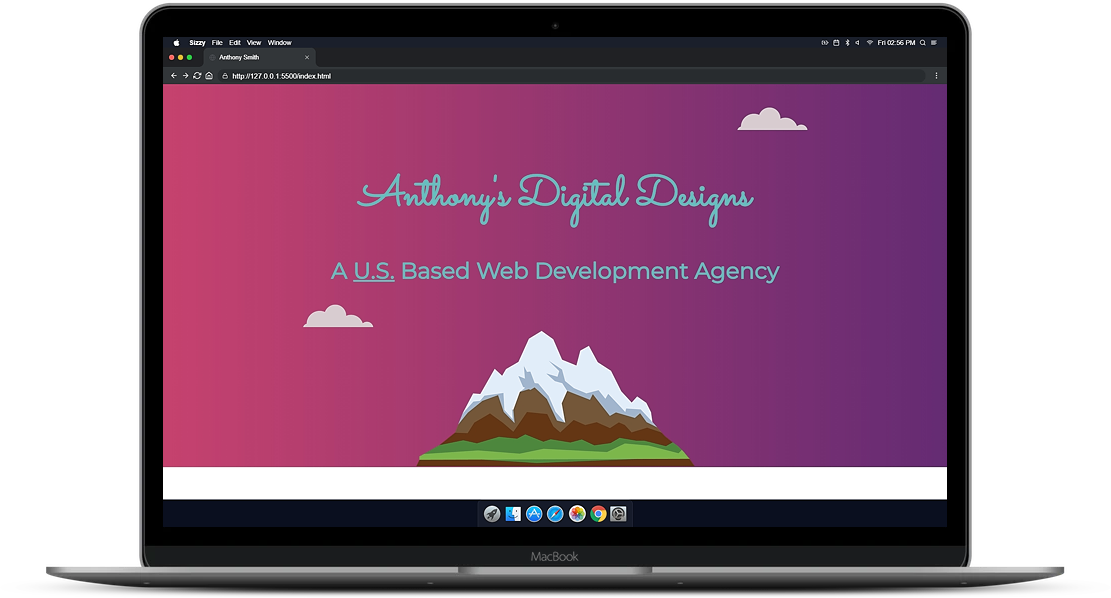 Sizzy File Edit View Window Fri 02:56 PM
Anthony Smith
http://127.0.0.1:5500/index.html
Anthony's Digital Designs
A U.S. Based Web Development Agency
MacBook